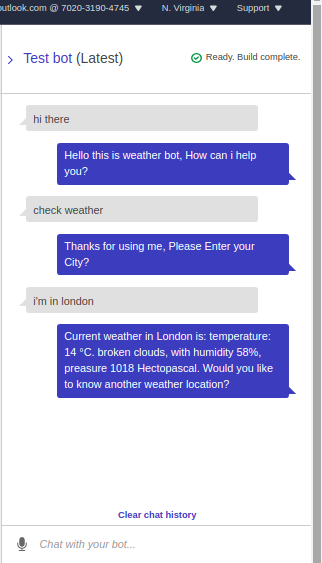 outlook.com @ 7020-3190-4745 ▼ N. Virginia ▼ Support ▼
Test bot (Latest) Ready. Build complete.
hi there
Hello this is weather bot, How can i help
you?
check weather
Thanks for using me, Please Enter your
City?
i'm in london
Current weather in London is: temperature:
14 °C. broken clouds, with humidity 58%,
preasure 1018 Hectopascal. Would you like
to know another weather location?
Clear chat history
Chat with your bot...